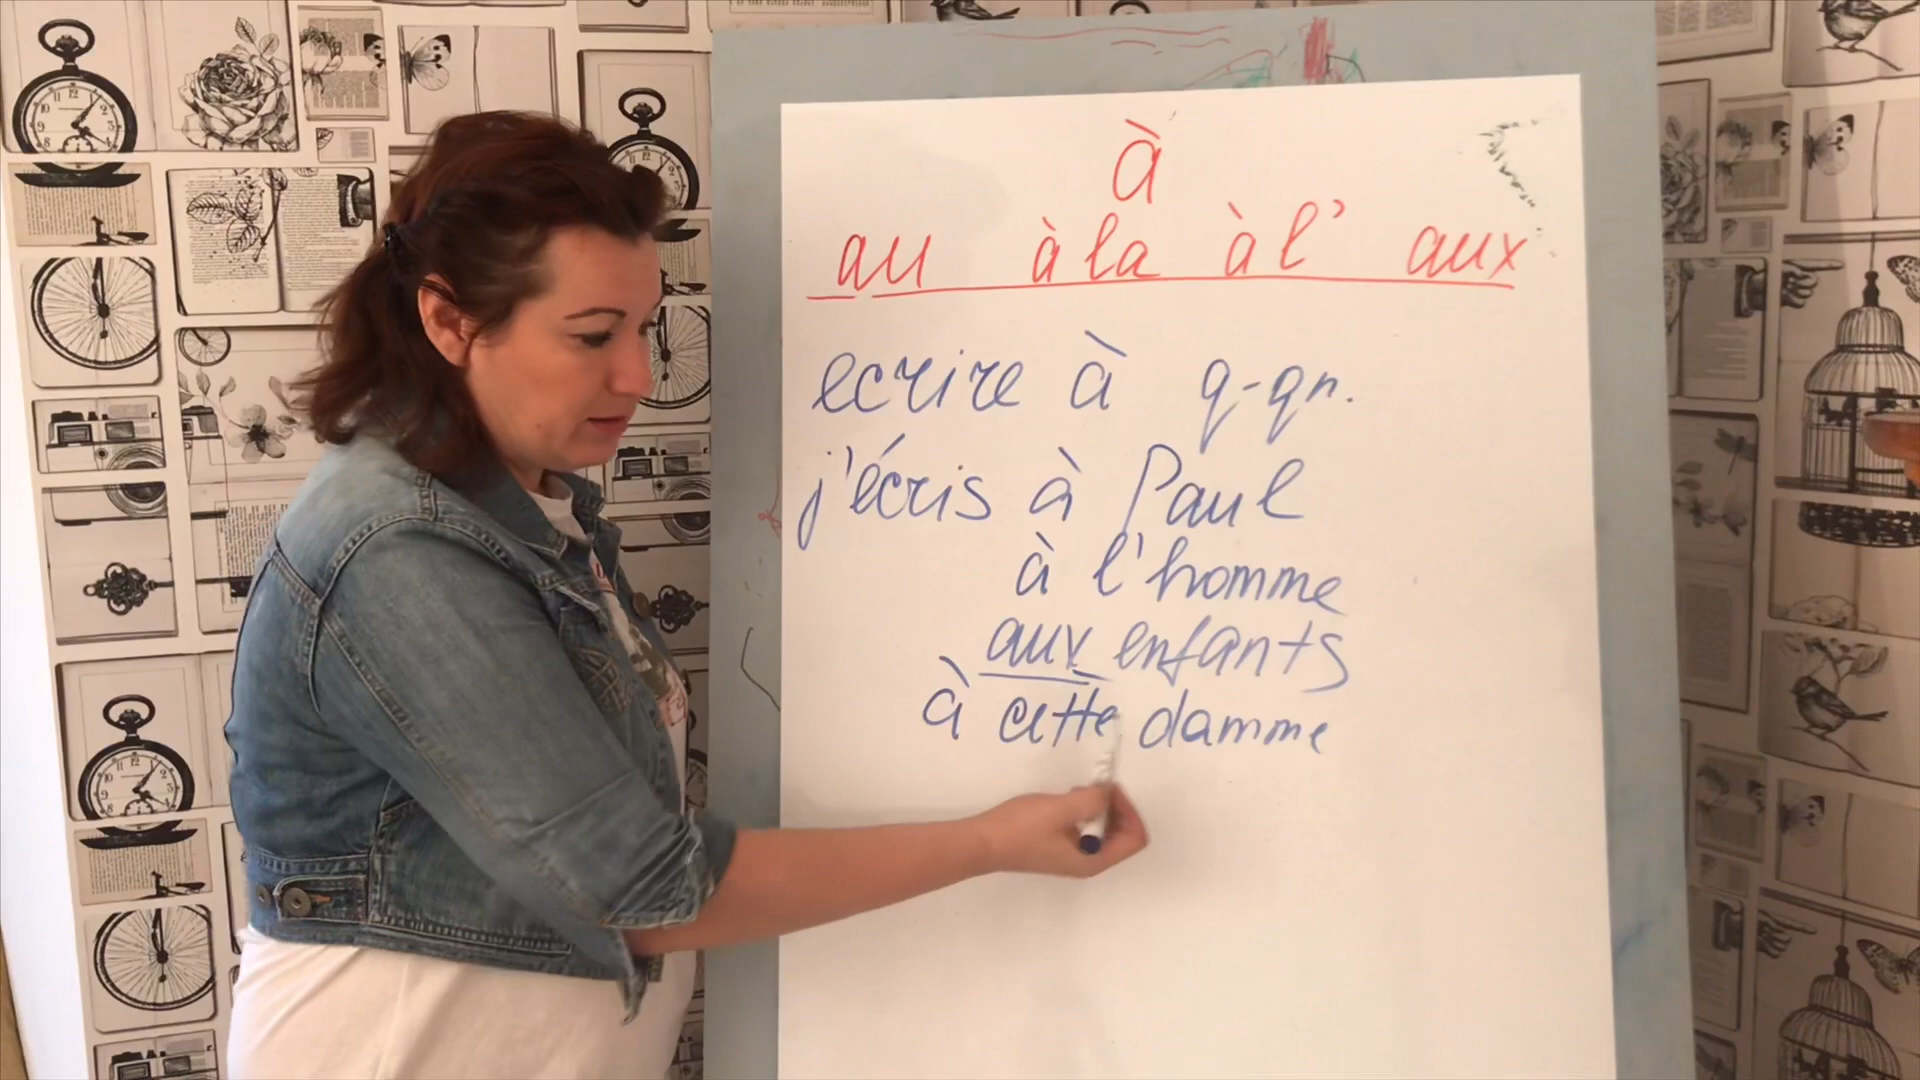 à
au à la à l' aux
ecrire à q-qn.
j'écris à Paul
à l'homme
aux enfants
à cette damme